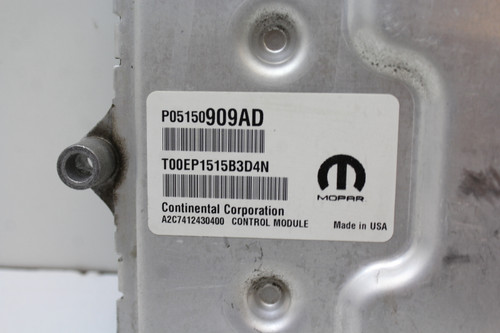 P05150909AD
T00EP1515B3D4N
MOPAR
Continental Corporation
A2C7412430400 CONTROL MODULE
Made in USA